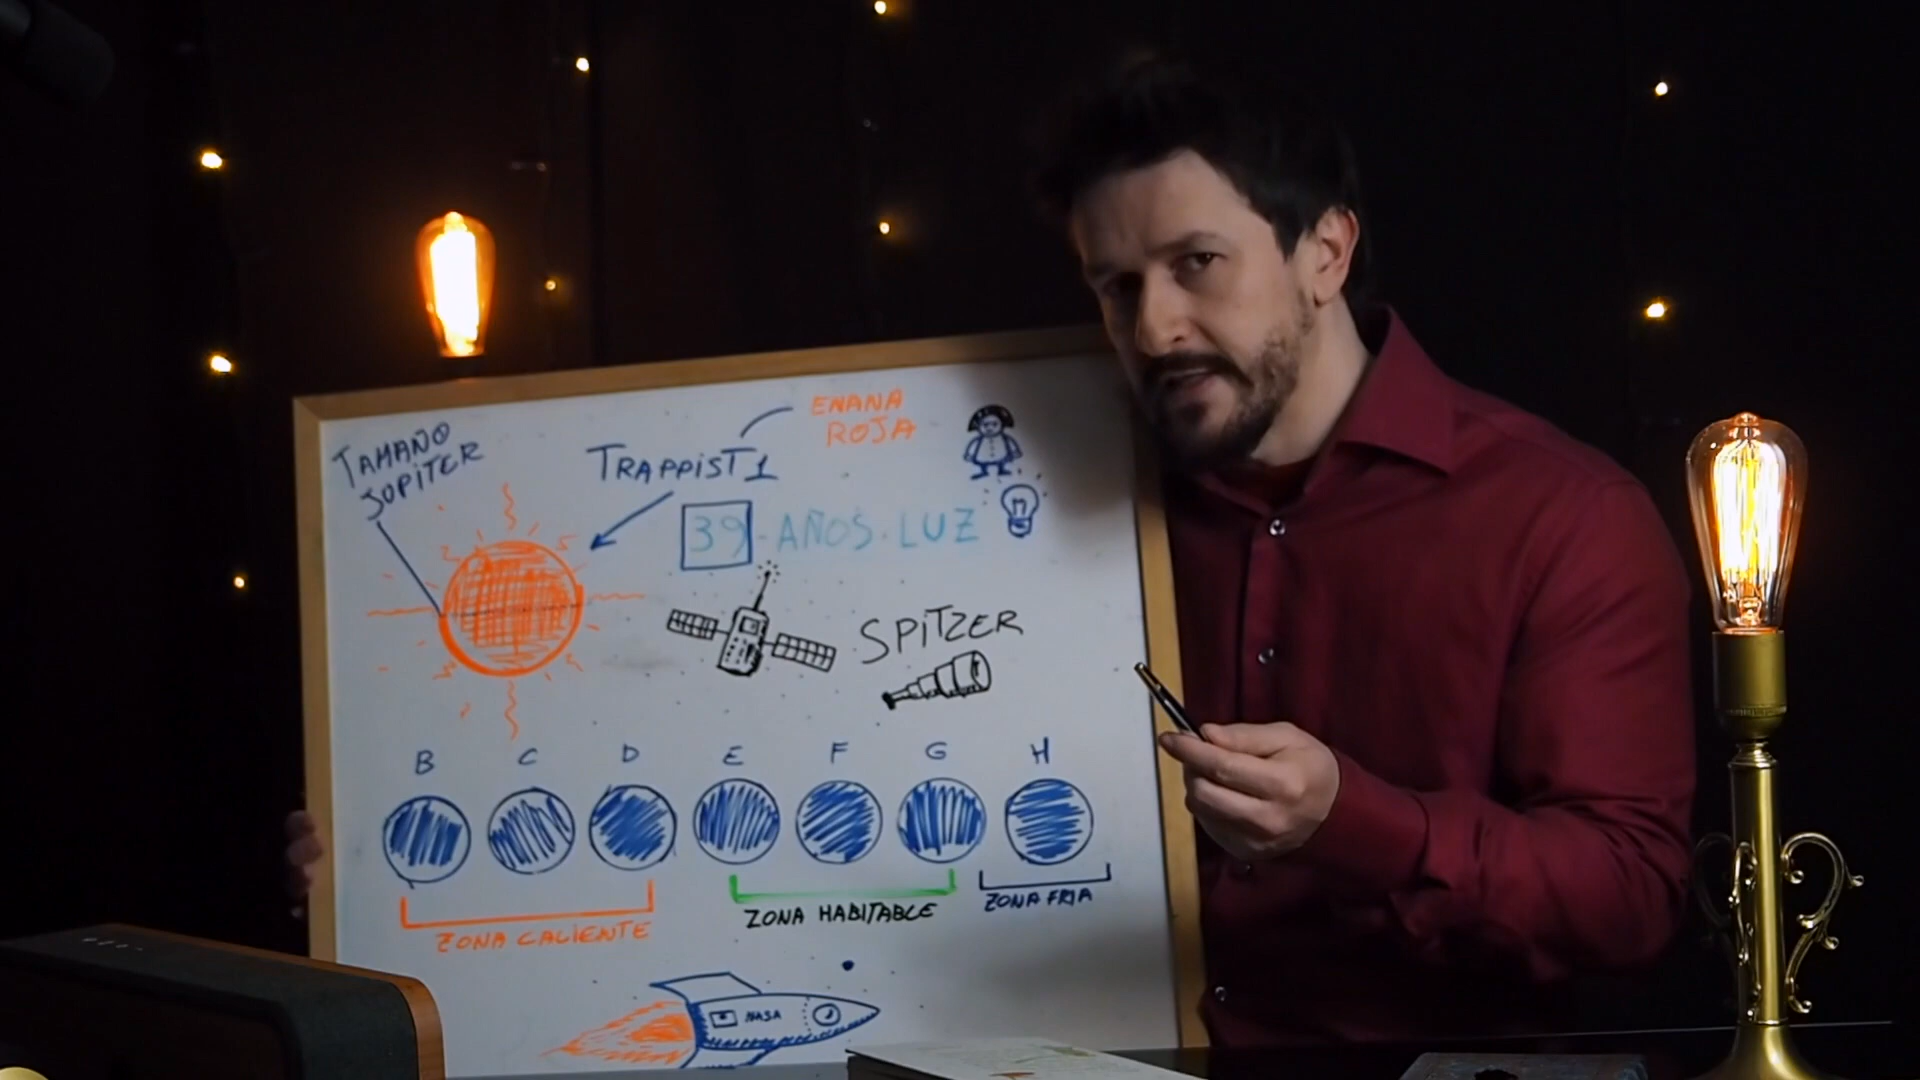 TAMAÑO
JUPITER
ENANA
ROJA
TRAPPIST 1
39 · AÑOS · LUZ
SPITZER
B C D E F G H
ZONA CALIENTE
ZONA HABITABLE
ZONA FRIA
NASA